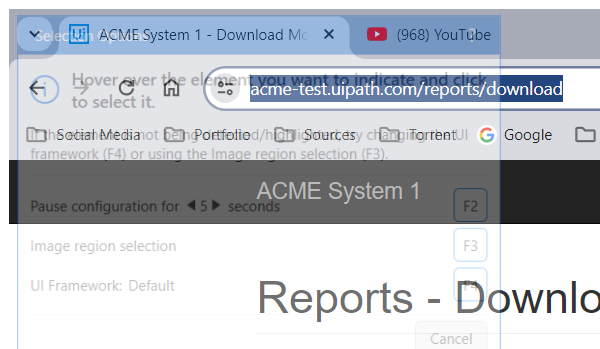 Selection Options
ACME System 1 - Download Mo
(968) YouTube
?
Hover over the element you want to indicate and click
to select it.
acme-test.uipath.com/reports/download
Social Media
Portfolio
Sources
Torrent
Google
If the element is not being detected/highlighted, try changing the UI
framework (F4) or using the Image region selection (F3).
ACME System 1
Pause configuration for 5 seconds
F2
Image region selection
F3
UI Framework: Default
F4
Reports - Downlo
Cancel